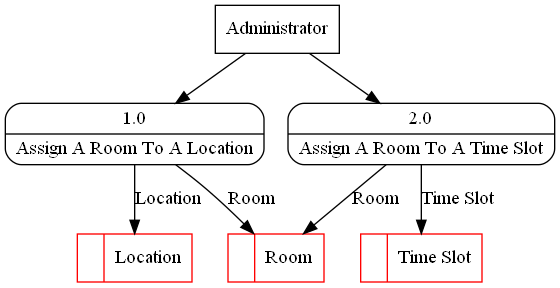 Administrator
1.0
Assign A Room To A Location
2.0
Assign A Room To A Time Slot
Location
Room
Room
Time Slot
Location
Room
Time Slot